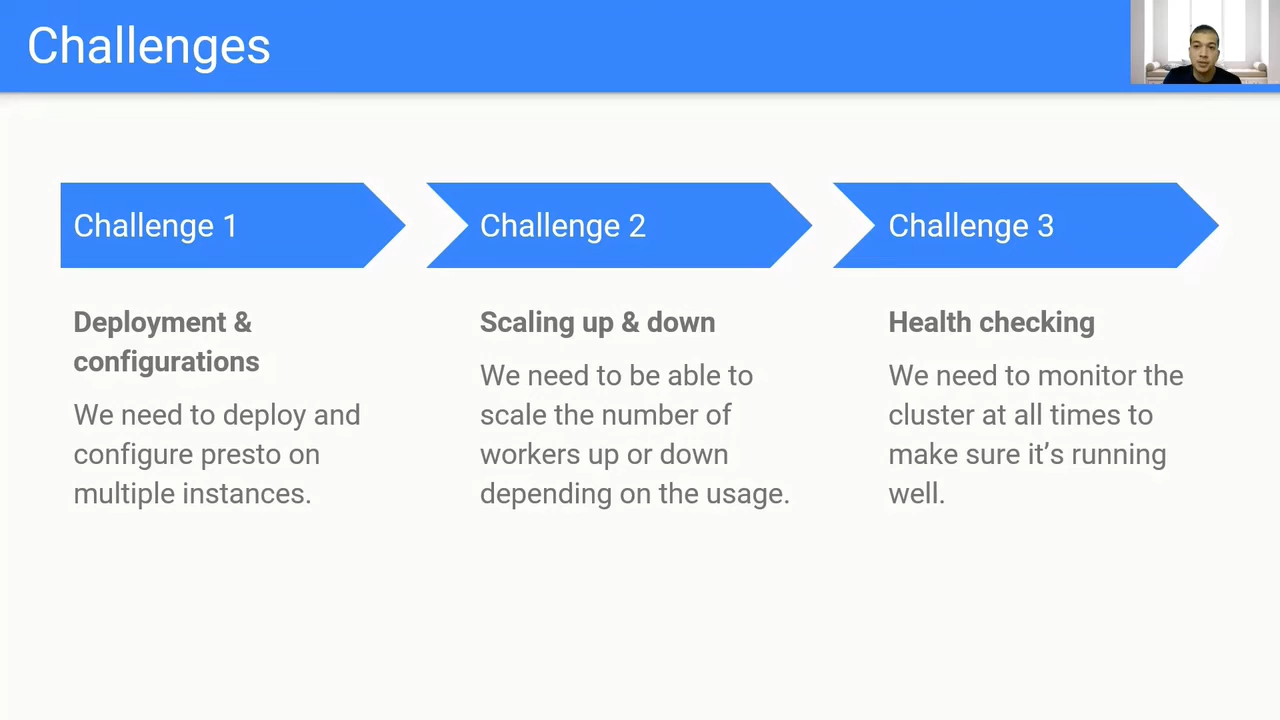 Challenges
Challenge 1
Deployment &
configurations
We need to deploy and
configure presto on
multiple instances.
Challenge 2
Scaling up & down
We need to be able to
scale the number of
workers up or down
depending on the usage.
Challenge 3
Health checking
We need to monitor the
cluster at all times to
make sure it’s running
well.